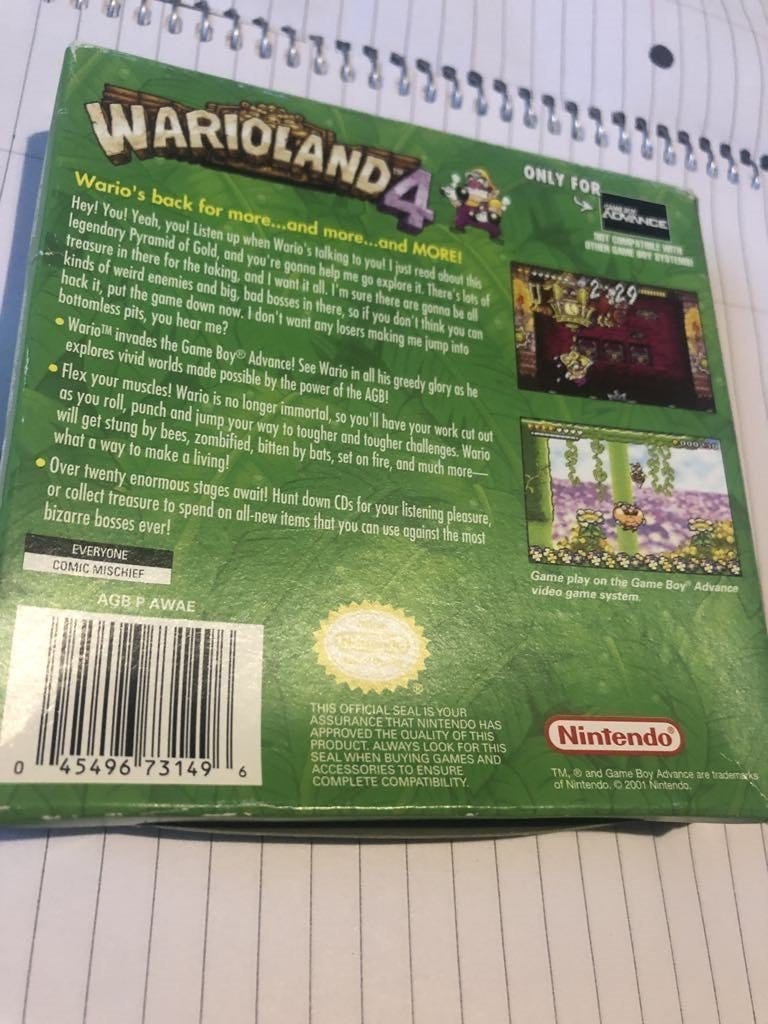 WARIOLAND 4
ONLY FOR
GAME BOY
ADVANCE
NOT COMPATIBLE WITH
OTHER GAME BOY SYSTEMS
Wario's back for more...and more...and MORE!
Hey! You! Yeah, you! Listen up when Wario's talking to you! I just read about this
legendary Pyramid of Gold, and you're gonna help me go explore it. There's lots of
treasure in there for the taking, and I want it all. I'm sure there are gonna be all
kinds of weird enemies and big, bad bosses in there, so if you don't think you can
hack it, put the game down now. I don't want any losers making me jump into
bottomless pits, you hear me?
• Wario™ invades the Game Boy® Advance! See Wario in all his greedy glory as he
explores vivid worlds made possible by the power of the AGB!
• Flex your muscles! Wario is no longer immortal, so you'll have your work cut out
as you roll, punch and jump your way to tougher and tougher challenges. Wario
will get stung by bees, zombified, bitten by bats, set on fire, and much more—
what a way to make a living!
• Over twenty enormous stages await! Hunt down CDs for your listening pleasure,
or collect treasure to spend on all-new items that you can use against the most
bizarre bosses ever!
2:29
Game play on the Game Boy® Advance
video game system.
EVERYONE
COMIC MISCHIEF
AGB P AWAE
0 45496 73149 6
®
THIS OFFICIAL SEAL IS YOUR
ASSURANCE THAT NINTENDO HAS
APPROVED THE QUALITY OF THIS
PRODUCT. ALWAYS LOOK FOR THIS
SEAL WHEN BUYING GAMES AND
ACCESSORIES TO ENSURE
COMPLETE COMPATIBILITY.
Nintendo®
TM, ® and Game Boy Advance are trademarks
of Nintendo. © 2001 Nintendo.